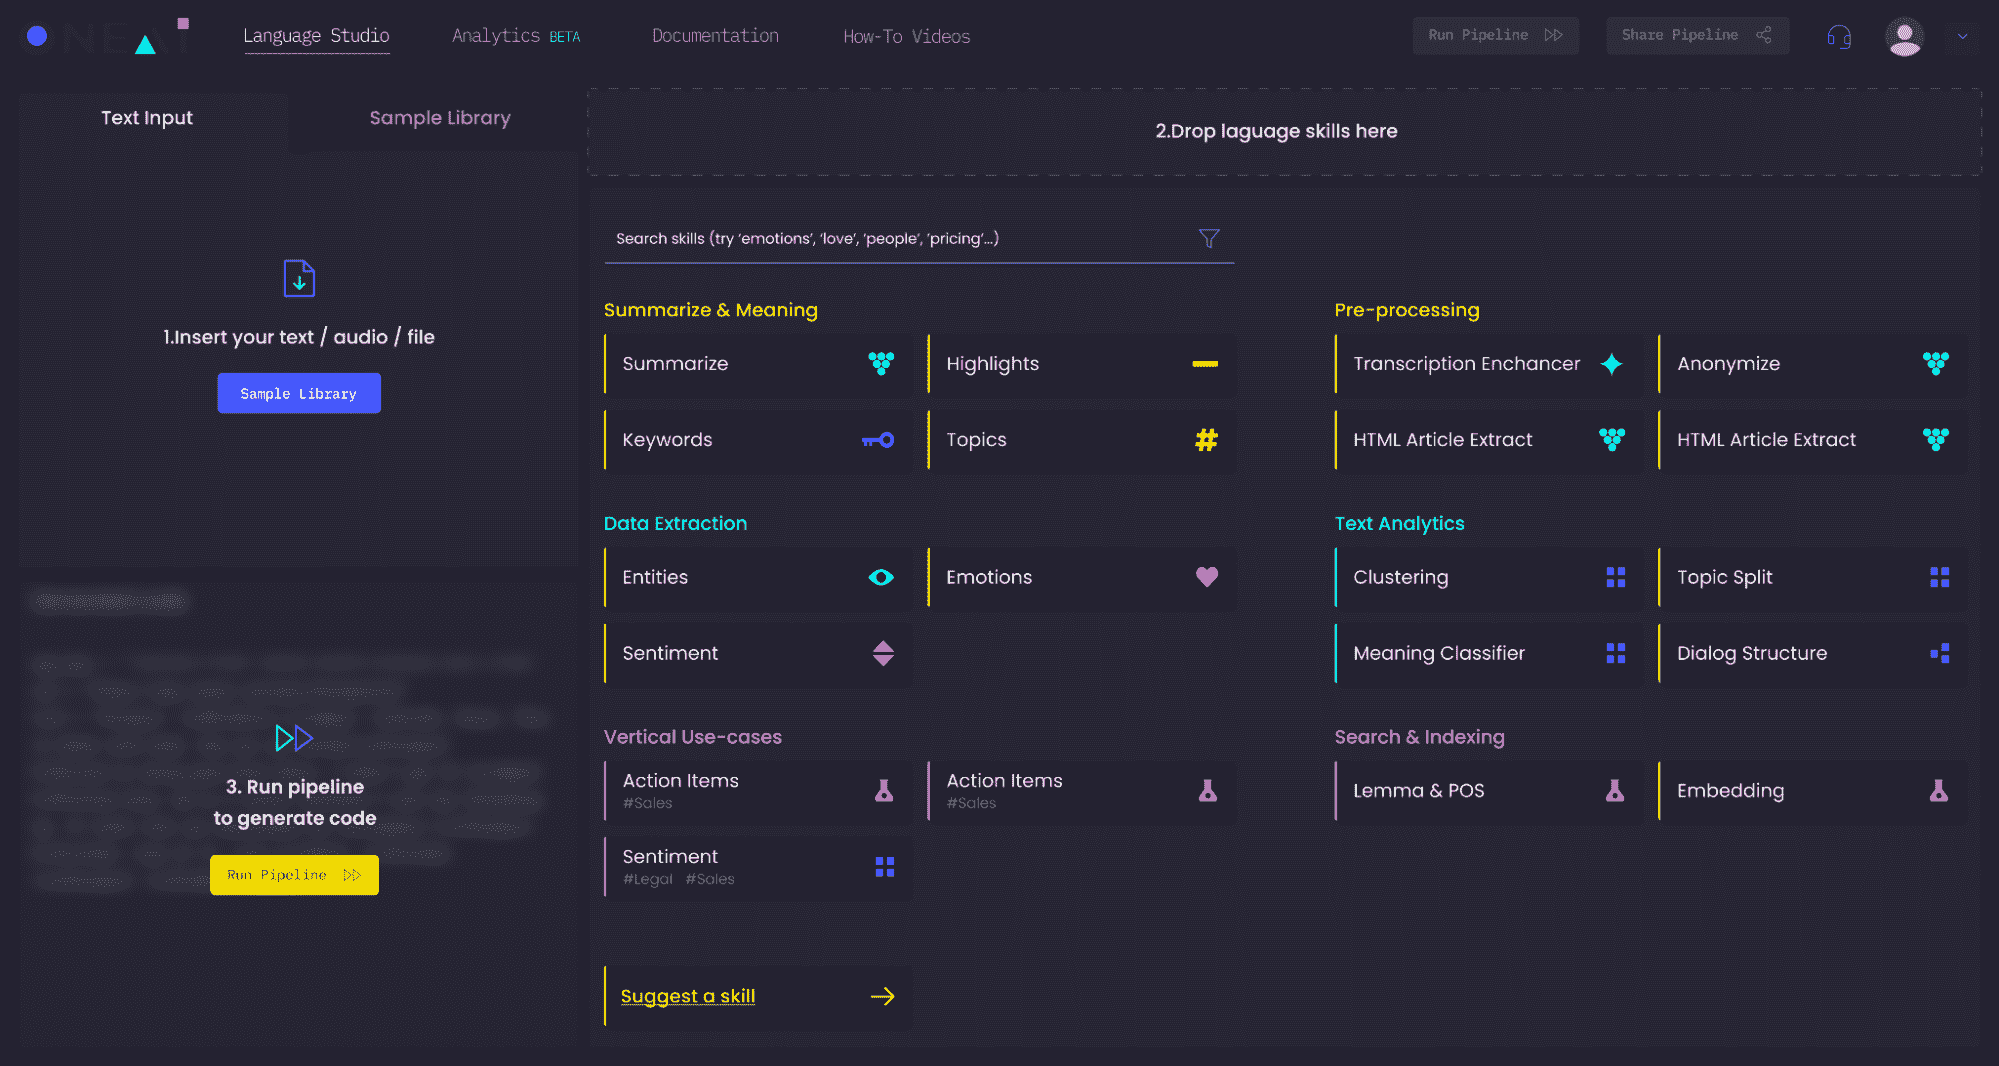 ONE AI
Language Studio
Analytics BETA
Documentation
How-To Videos
Run Pipeline
Share Pipeline
Text Input
Sample Library
1.Insert your text / audio / file
Sample Library
3. Run pipeline
to generate code
Run Pipeline
2.Drop laguage skills here
Search skills (try ‘emotions’, ‘love’, ‘people’, ‘pricing’...)
Summarize & Meaning
Summarize
Highlights
Keywords
Topics
Pre-processing
Transcription Enchancer
Anonymize
HTML Article Extract
HTML Article Extract
Data Extraction
Entities
Emotions
Sentiment
Text Analytics
Clustering
Topic Split
Meaning Classifier
Dialog Structure
Vertical Use-cases
Action Items
#Sales
Action Items
#Sales
Sentiment
#Legal #Sales
Search & Indexing
Lemma & POS
Embedding
Suggest a skill